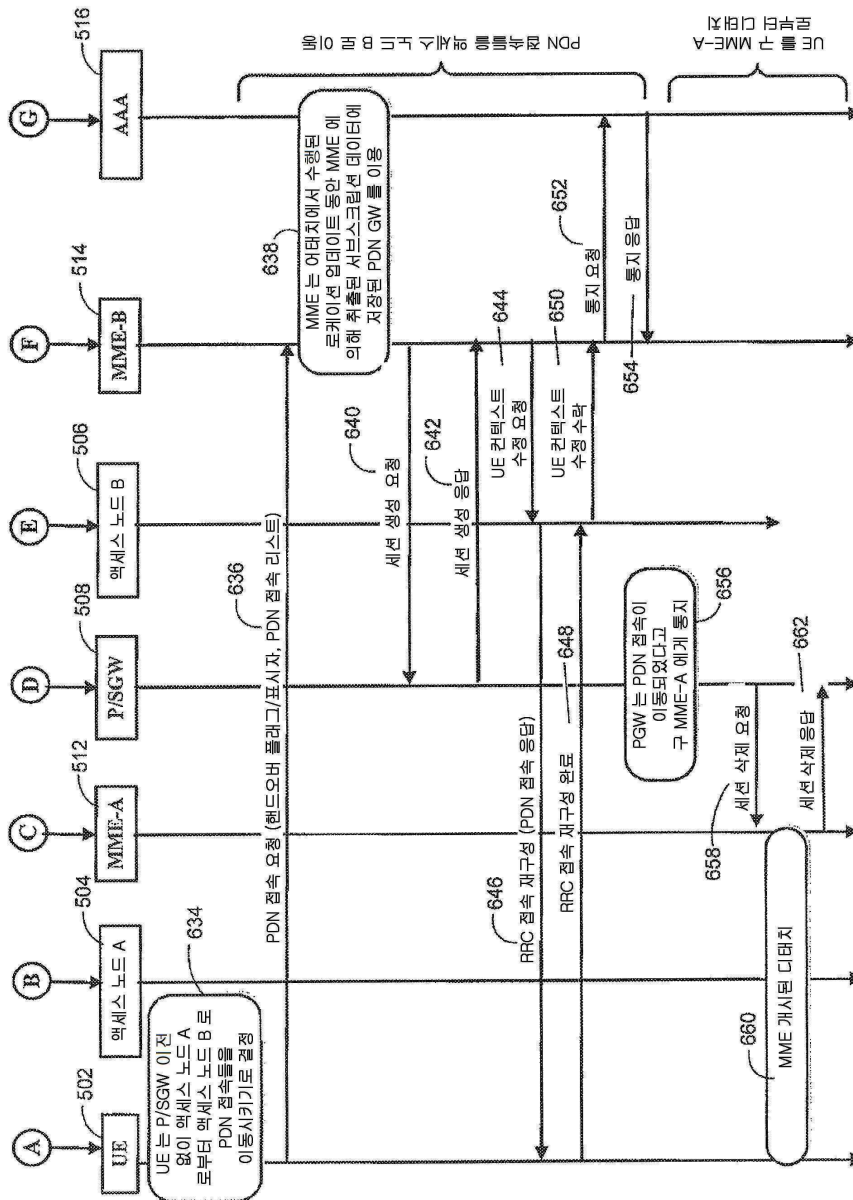 A
B
C
D
E
F
G
502
504
512
508
506
514
516
UE
액세스 노드 A
MME-A
P/SGW
액세스 노드 B
MME-B
AAA
634
UE 는 P/SGW 이전
없이 액세스 노드 A
로부터 액세스 노드 B 로
PDN 접속들을
이동시키기로 결정
PDN 접속 요청 (핸드오버 플래그/표시자, PDN 접속 리스트)
636
638
MME 는 어태치에서 수행된
로케이션 업데이트 동안 MME 에
의해 취출된 서브스크립션 데이터에
저장된 PDN GW 를 이용
세션 생성 요청
640
세션 생성 응답
642
UE 컨텍스트
수정 요청
644
RRC 접속 재구성 (PDN 접속 응답)
646
RRC 접속 재구성 완료
648
UE 컨텍스트
수정 수락
650
통지 요청
652
통지 응답
654
PDN 접속들을 액세스 노드 B 로 이동
PGW 는 PDN 접속이
이동되었다고
구 MME-A 에게 통지
656
세션 삭제 요청
658
MME 개시된 디태치
660
세션 삭제 응답
662
UE 를 구 MME-A
로부터 디태치